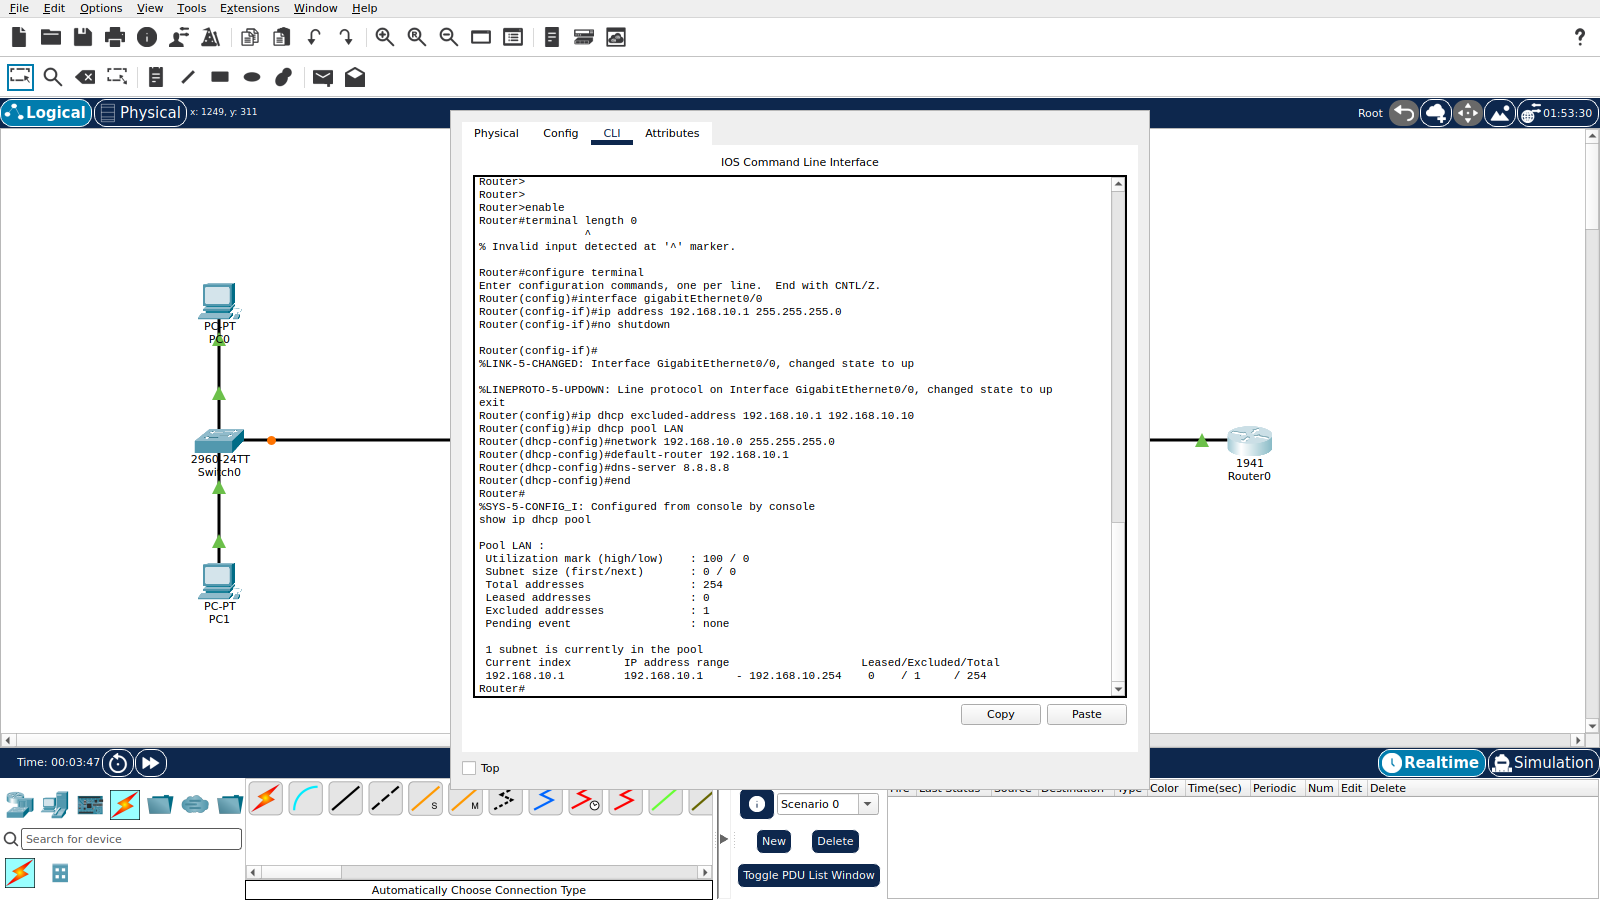 File Edit Options View Tools Extensions Window Help
Logical Physical x: 1249, y: 311
Root 01:53:30
Physical Config CLI Attributes
IOS Command Line Interface
Router>
Router>
Router>enable
Router#terminal length 0
^
% Invalid input detected at '^' marker.
Router#configure terminal
Enter configuration commands, one per line.  End with CNTL/Z.
Router(config)#interface gigabitEthernet0/0
Router(config-if)#ip address 192.168.10.1 255.255.255.0
Router(config-if)#no shutdown
Router(config-if)#
%LINK-5-CHANGED: Interface GigabitEthernet0/0, changed state to up
%LINEPROTO-5-UPDOWN: Line protocol on Interface GigabitEthernet0/0, changed state to up
exit
Router(config)#ip dhcp excluded-address 192.168.10.1 192.168.10.10
Router(config)#ip dhcp pool LAN
Router(dhcp-config)#network 192.168.10.0 255.255.255.0
Router(dhcp-config)#default-router 192.168.10.1
Router(dhcp-config)#dns-server 8.8.8.8
Router(dhcp-config)#end
Router#
%SYS-5-CONFIG_I: Configured from console by console
show ip dhcp pool
Pool LAN :
Utilization mark (high/low)    : 100 / 0
Subnet size (first/next)       : 0 / 0
Total addresses                : 254
Leased addresses               : 0
Excluded addresses             : 1
Pending event                  : none
1 subnet is currently in the pool
Current index        IP address range                    Leased/Excluded/Total
192.168.10.1         192.168.10.1     - 192.168.10.254    0    / 1     / 254
Router#
Copy Paste
Top
PC-PT
PC0
2960-24TT
Switch0
PC-PT
PC1
1941
Router0
Time: 00:03:47
Realtime Simulation
Search for device
S
M
Automatically Choose Connection Type
Scenario 0
New Delete
Toggle PDU List Window
Fire Last Status Source Destination Type Color Time(sec) Periodic Num Edit Delete